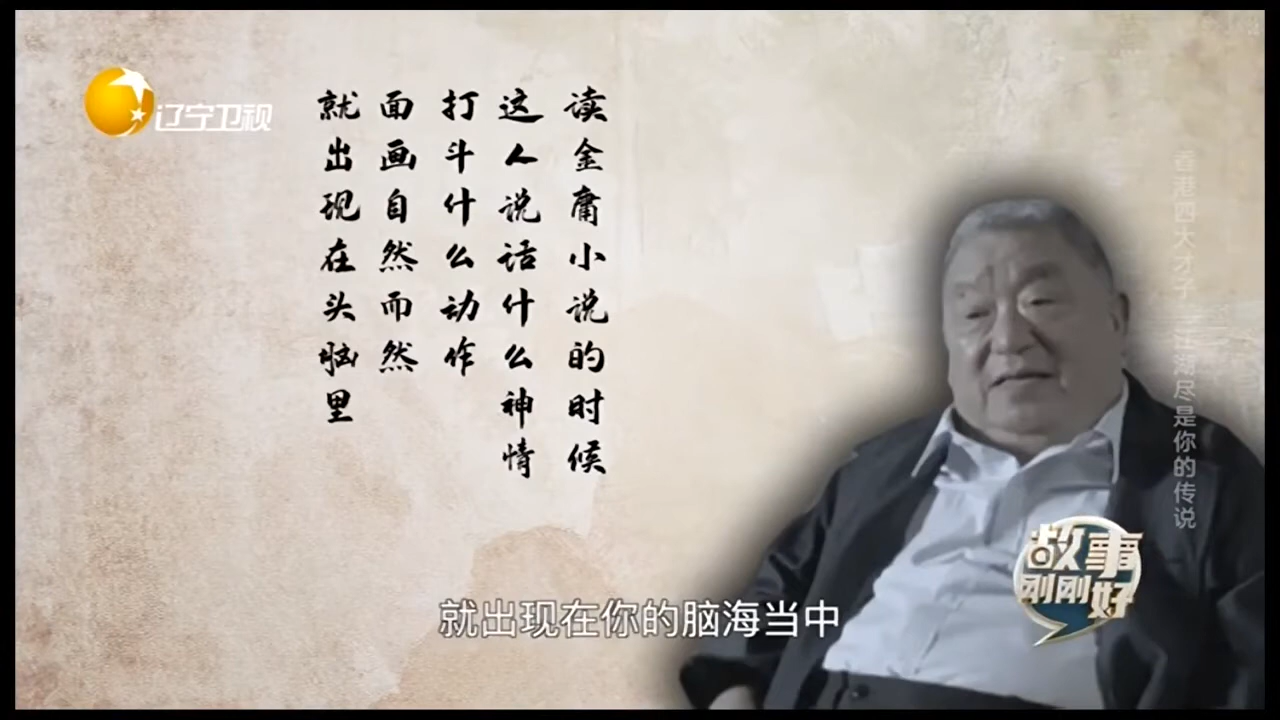 辽宁卫视
读金庸小说的时候
这人说话什么神情
打斗什么动作
面画自然而然
就出现在头脑里
香港四大才子 江湖尽是你的传说
故事
刚刚好
就出现在你的脑海当中